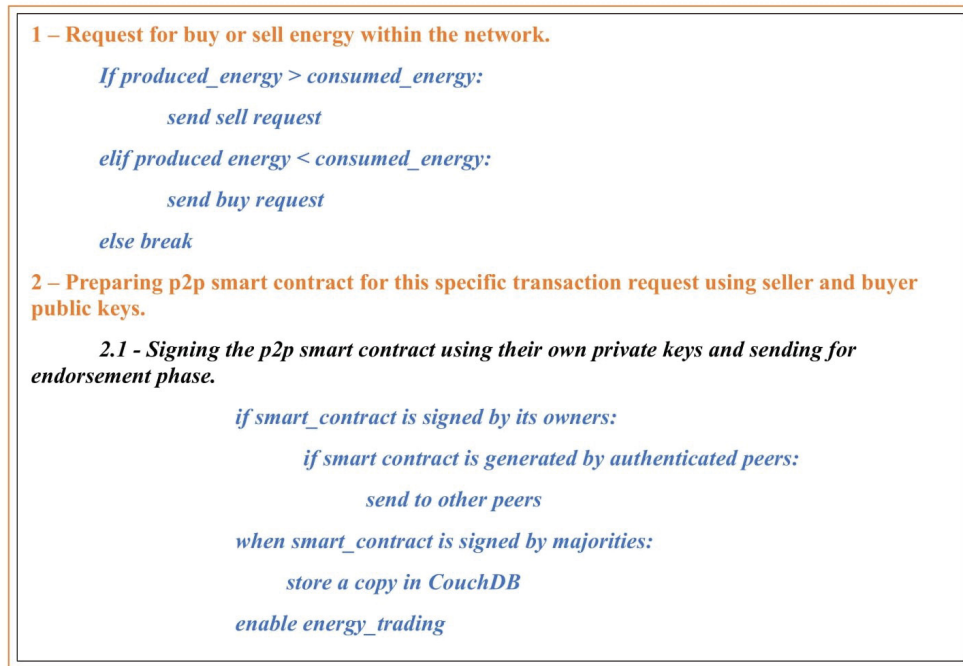 1 – Request for buy or sell energy within the network.
If produced_energy > consumed_energy:
send sell request
elif produced energy < consumed_energy:
send buy request
else break
2 – Preparing p2p smart contract for this specific transaction request using seller and buyer
public keys.
2.1 - Signing the p2p smart contract using their own private keys and sending for
endorsement phase.
if smart_contract is signed by its owners:
if smart contract is generated by authenticated peers:
send to other peers
when smart_contract is signed by majorities:
store a copy in CouchDB
enable energy_trading